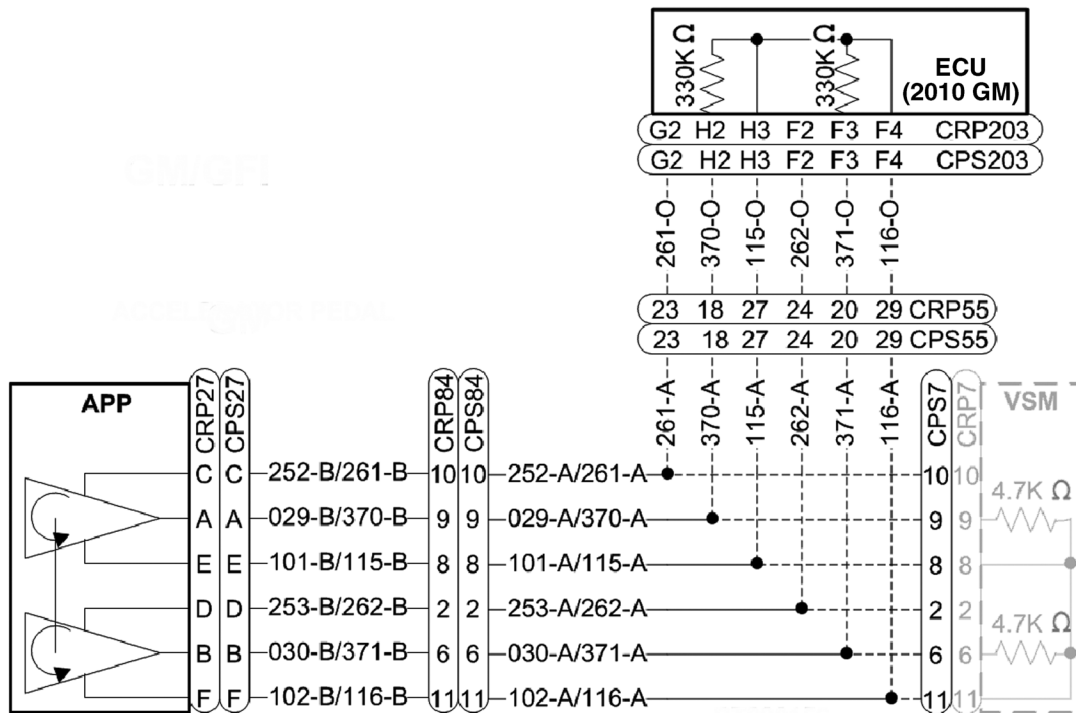 330K Ω
330K Ω
ECU
(2010 GM)
G2 H2 H3 F2 F3 F4 CRP203
G2 H2 H3 F2 F3 F4 CPS203
GM/GFI
261-O
370-O
115-O
262-O
371-O
116-O
23 18 27 24 20 29 CRP55
23 18 27 24 20 29 CPS55
261-A
370-A
115-A
262-A
371-A
116-A
APP
CRP27
CPS27
CRP84
CPS84
CPS7
CRP7
VSM
C C 252-B/261-B 10 10 252-A/261-A 10 10
4.7K Ω
A A 029-B/370-B 9 9 029-A/370-A 9 9
E E 101-B/115-B 8 8 101-A/115-A 8 8
D D 253-B/262-B 2 2 253-A/262-A 2 2
4.7K Ω
B B 030-B/371-B 6 6 030-A/371-A 6 6
F F 102-B/116-B 11 11 102-A/116-A 11 11